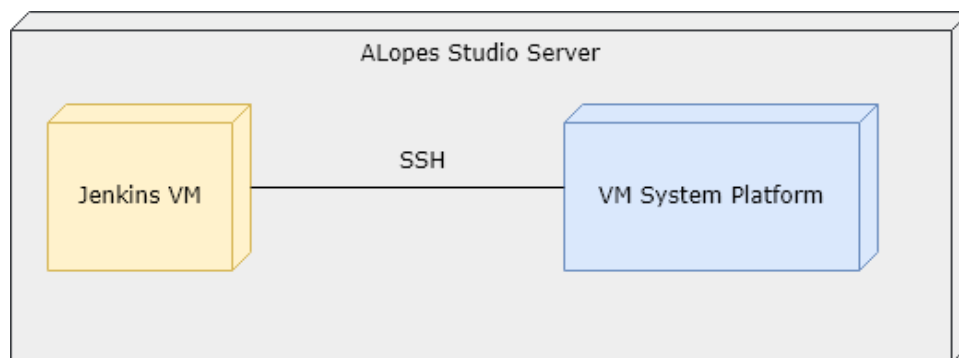 ALopes Studio Server
SSH
Jenkins VM
VM System Platform